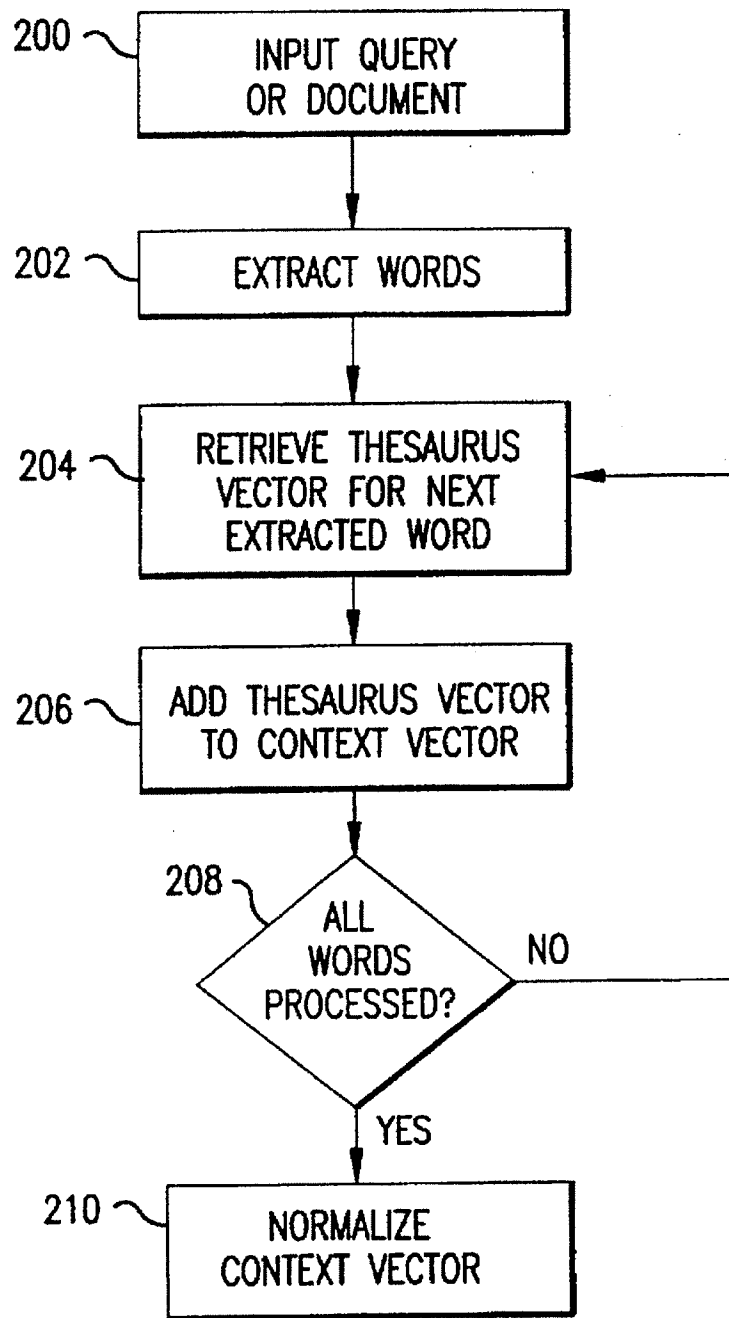 200
INPUT QUERY
OR DOCUMENT
202
EXTRACT WORDS
204
RETRIEVE THESAURUS
VECTOR FOR NEXT
EXTRACTED WORD
206
ADD THESAURUS VECTOR
TO CONTEXT VECTOR
208
ALL
WORDS
PROCESSED?
NO
YES
210
NORMALIZE
CONTEXT VECTOR